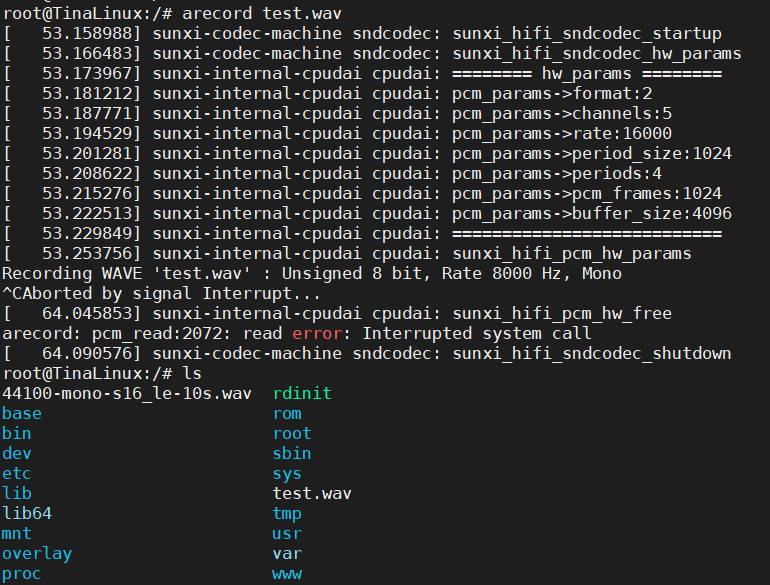 root@TinaLinux:/# arecord test.wav
[   53.158988] sunxi-codec-machine sndcodec: sunxi_hifi_sndcodec_startup
[   53.166483] sunxi-codec-machine sndcodec: sunxi_hifi_sndcodec_hw_params
[   53.173967] sunxi-internal-cpudai cpudai: ======== hw_params ========
[   53.181212] sunxi-internal-cpudai cpudai: pcm_params->format:2
[   53.187771] sunxi-internal-cpudai cpudai: pcm_params->channels:5
[   53.194529] sunxi-internal-cpudai cpudai: pcm_params->rate:16000
[   53.201281] sunxi-internal-cpudai cpudai: pcm_params->period_size:1024
[   53.208622] sunxi-internal-cpudai cpudai: pcm_params->periods:4
[   53.215276] sunxi-internal-cpudai cpudai: pcm_params->pcm_frames:1024
[   53.222513] sunxi-internal-cpudai cpudai: pcm_params->buffer_size:4096
[   53.229849] sunxi-internal-cpudai cpudai: ===========================
[   53.253756] sunxi-internal-cpudai cpudai: sunxi_hifi_pcm_hw_params
Recording WAVE 'test.wav' : Unsigned 8 bit, Rate 8000 Hz, Mono
^CAborted by signal Interrupt...
[   64.045853] sunxi-internal-cpudai cpudai: sunxi_hifi_pcm_hw_free
arecord: pcm_read:2072: read error: Interrupted system call
[   64.090576] sunxi-codec-machine sndcodec: sunxi_hifi_sndcodec_shutdown
root@TinaLinux:/# ls
44100-mono-s16_le-10s.wav  rdinit
base                       rom
bin                        root
dev                        sbin
etc                        sys
lib                        test.wav
lib64                      tmp
mnt                        usr
overlay                    var
proc                       www